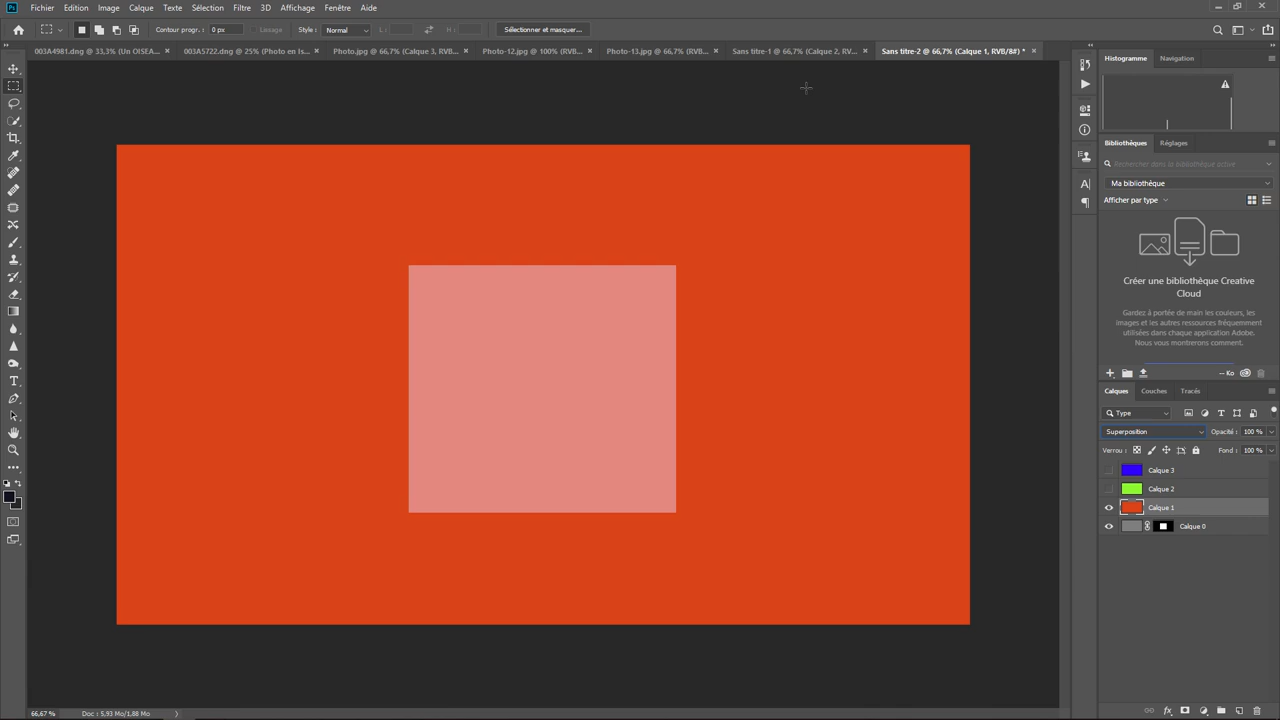 Ps Fichier Edition Image Calque Texte Sélection Filtre 3D Affichage Fenêtre Aide
Contour progr. : 0 px Lissage Style : Normal L : H : Sélectionner et masquer...
003A4981.dng @ 33,3% (Un OISEA... × 003A5722.dng @ 25% (Photo en Is... × Photo.jpg @ 66,7% (Calque 3, RVB/... × Photo-12.jpg @ 100% (RVB... × Photo-13.jpg @ 66,7% (RVB... × Sans titre-1 @ 66,7% (Calque 2, RV... × Sans titre-2 @ 66,7% (Calque 1, RVB/8#) * ×
Histogramme Navigation
Bibliothèques Réglages
Rechercher dans la bibliothèque active
Ma bibliothèque
Afficher par type
Créer une bibliothèque Creative
Cloud
Gardez à portée de main les couleurs, les
images et les autres ressources fréquemment
utilisées dans chaque application Adobe.
Nous vous montrerons comment.
-- Ko
Calques Couches Tracés
Type
Superposition Opacité : 100 %
Verrou : Fond : 100 %
Calque 3
Calque 2
Calque 1
Calque 0
66,67 % Doc : 5,93 Mo/1,88 Mo